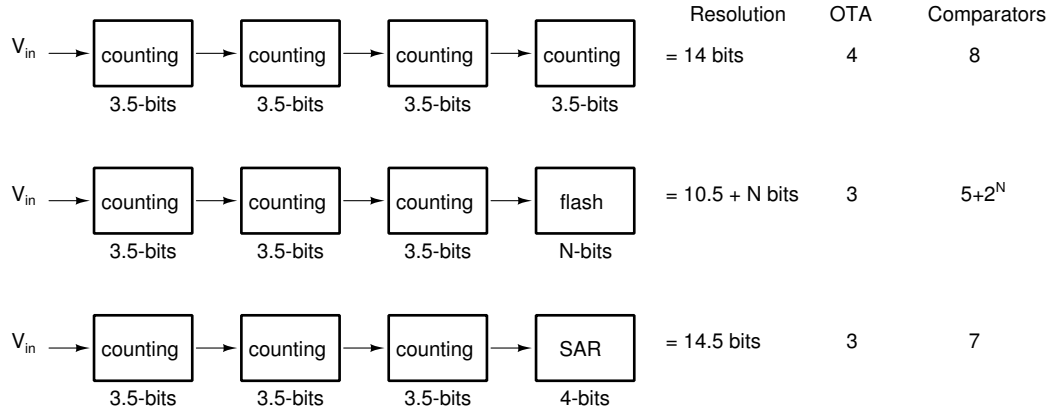 Resolution OTA Comparators
V_in counting counting counting counting = 14 bits 4 8
3.5-bits 3.5-bits 3.5-bits 3.5-bits
V_in counting counting counting flash = 10.5 + N bits 3 5+2^N
3.5-bits 3.5-bits 3.5-bits N-bits
V_in counting counting counting SAR = 14.5 bits 3 7
3.5-bits 3.5-bits 3.5-bits 4-bits